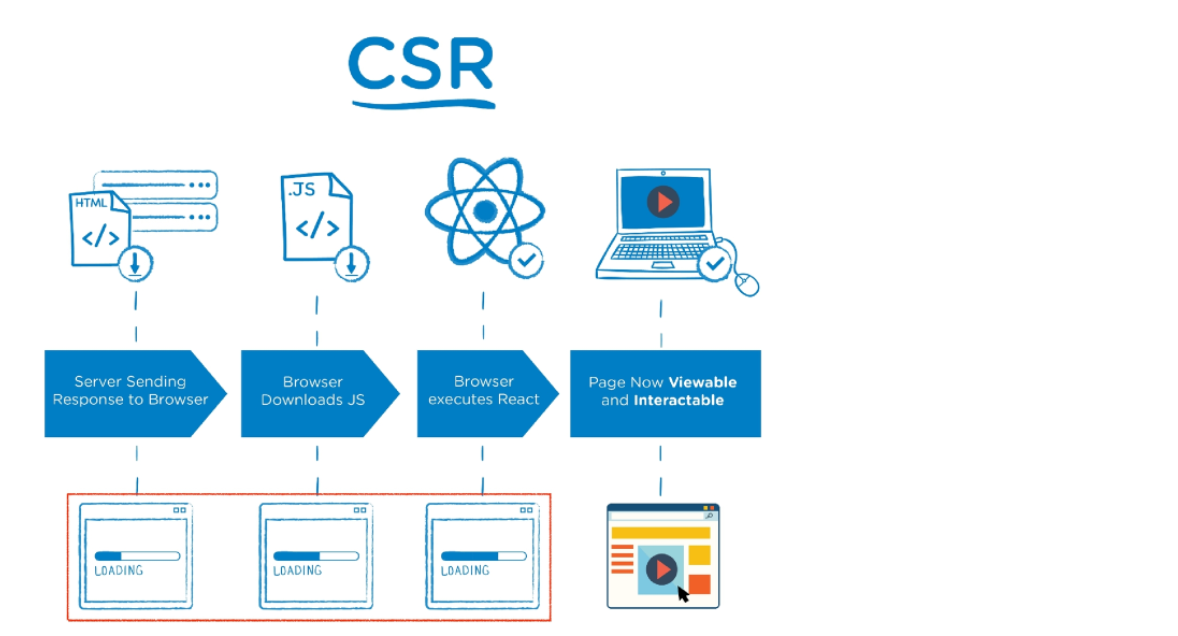 CSR
HTML
</>
.JS
</>
Server Sending
Response to Browser
Browser
Downloads JS
Browser
executes React
Page Now Viewable
and Interactable
LOADING
LOADING
LOADING